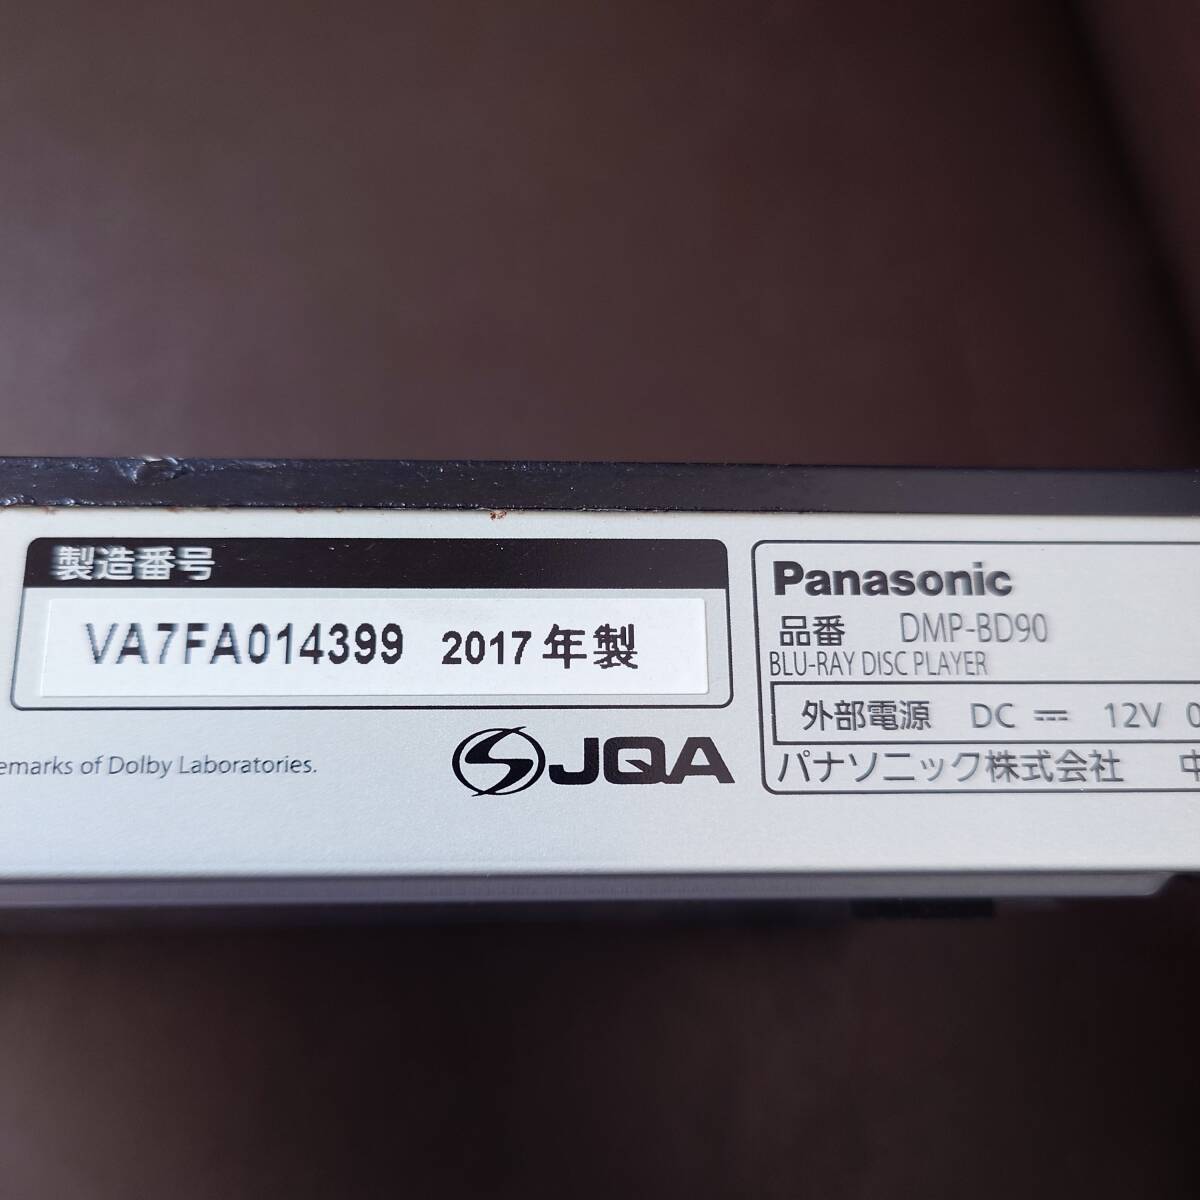 製造番号
VA7FA014399 2017年製
emarks of Dolby Laboratories.
JQA
Panasonic
品番 DMP-BD90
BLU-RAY DISC PLAYER
外部電源 DC ⎓ 12V 0
パナソニック株式会社 中